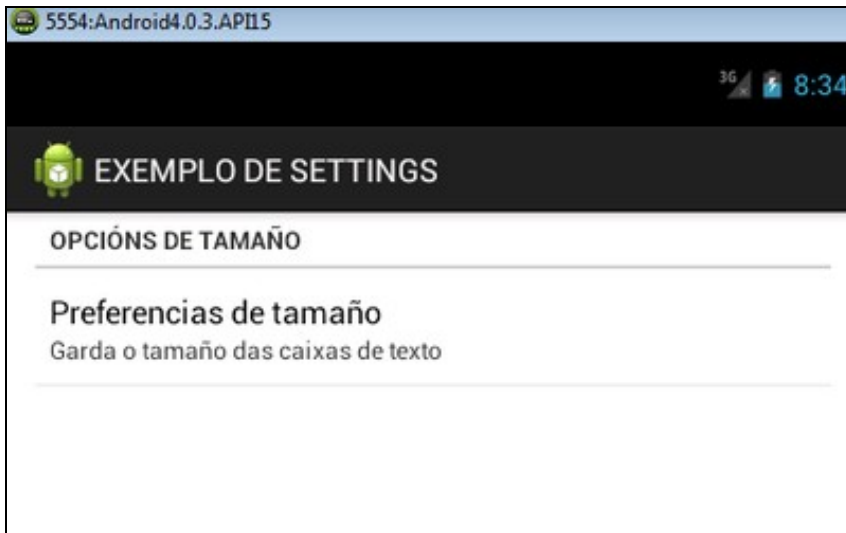 5554:Android4.0.3.API15
3G 8:34
EXEMPLO DE SETTINGS
OPCIÓNS DE TAMAÑO
Preferencias de tamaño
Garda o tamaño das caixas de texto